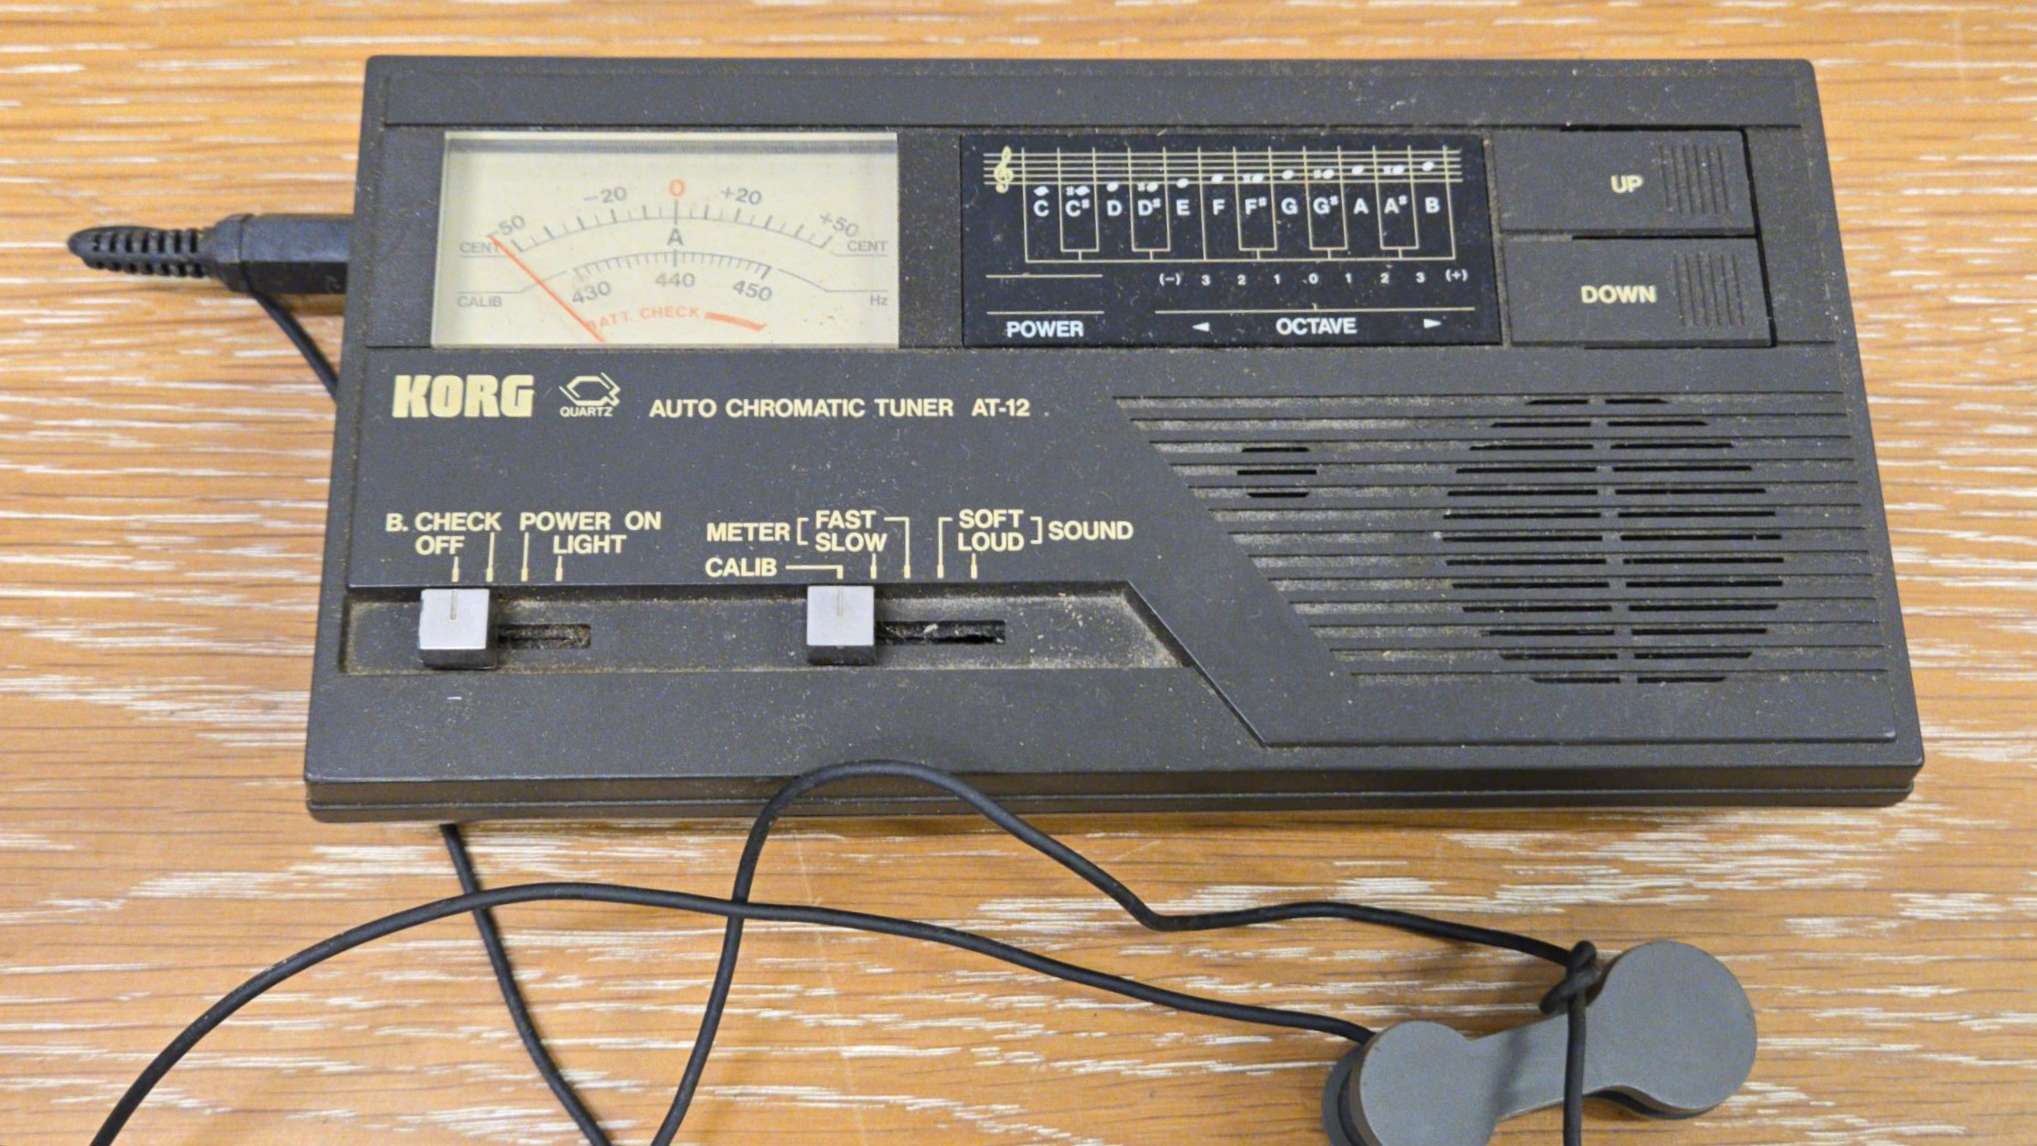 -50 -20 0 +20 +50
CENT A CENT
430 440 450
CALIB Hz
BATT. CHECK
C C# D D# E F F# G G# A A# B
(-) 3 2 1 0 1 2 3 (+)
POWER ◄ OCTAVE ►
UP
DOWN
KORG QUARTZ AUTO CHROMATIC TUNER AT-12
B. CHECK POWER ON
OFF LIGHT
METER FAST SOFT SOUND
SLOW LOUD
CALIB